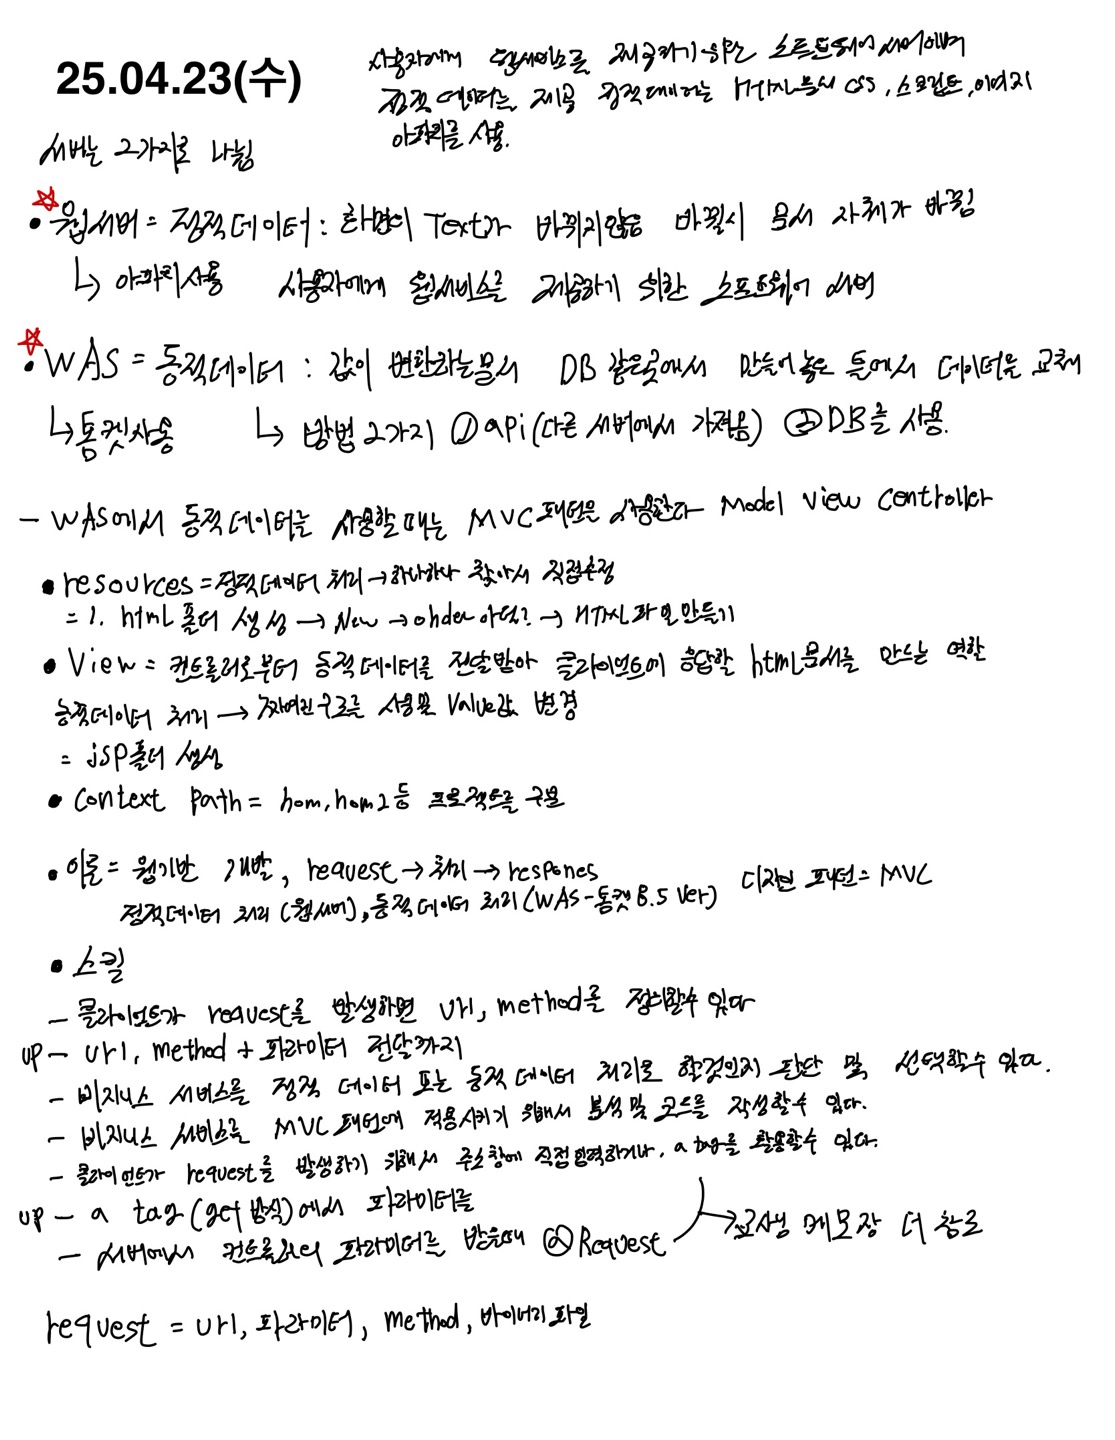 25.04.23(수)
사용자에게 웹서비스를 제공하기 위한 소프트웨어 서버이며
정적 데이터는 제공 정적데이터는 HTML문서 CSS, 스크립트, 이미지
아파치를 사용.
서버는 2가지로 나뉨
• 웹서버 = 정적데이터 : 화면이 Text가 바뀌지않음 바뀔시 문서 자체가 바뀜
↳ 아파치사용 사용자에게 웹서비스를 제공하기 위한 소프트웨어 서버
• WAS = 동적데이터 : 값이 변환하는문서 DB 같은곳에서 만들어 놓은 틀에서 데이터를 교체
↳ 톰켓사용 ↳ 방법 2가지 ① api (다른 서버에서 가져옴) ② DB를 사용.
- WAS에서 동적데이터를 사용할때는 MVC 패턴을 사용한다 Model View Controller
• resources = 정적데이터 처리 → 하나하나 찾아서 직접수정
= 1. html 폴더 생성 → New → → HTML 파일 만들기
• View = 컨트롤러로부터 동적데이터를 전달받아 클라이언트에 응답할 html문서를 만드는 역할
동적데이터 처리 → 짜여진 구조를 사용 Value값 변경
= jsp폴더 생성
• Context Path = hom, hom2 등 프로젝트를 구분
• 이론 = 웹기반 개발, request → 처리 → respones
정적데이터 처리 (웹서버), 동적데이터 처리 (WAS-톰켓 8.5 Ver) 디자인 패턴 = MVC
• 스킬
- 클라이언트가 request를 발생하면 url, method를 정의할수 있다
up - url, method + 파라미터 전달까지
- 비지니스 서비스를 정적 데이터 또는 동적 데이터 처리로 할것인지 판단 및 선택할수 있다.
- 비지니스 서비스를 MVC 패턴에 적용시키기 위해서 분석 및 코드를 작성할수 있다.
- 클라이언트가 request를 발생하기 위해서 주소창에 직접입력하거나, a tag를 활용할수 있다.
up - a tag (get 방식)에서 파라미터를
- 서버에서 컨트롤러의 파라미터를 받을때 @Request → 메모장 더 참고
request = url, 파라미터, method, 바이너리 파일